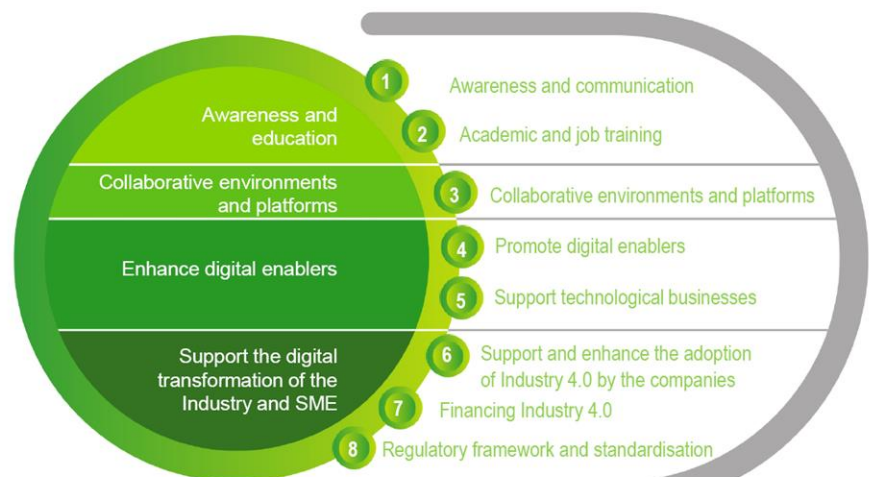 Awareness and
education
1
Awareness and communication
2
Academic and job training
Collaborative environments
and platforms
3
Collaborative environments and platforms
Enhance digital enablers
4
Promote digital enablers
5
Support technological businesses
Support the digital
transformation of the
Industry and SME
6
Support and enhance the adoption
of Industry 4.0 by the companies
7
Financing Industry 4.0
8
Regulatory framework and standardisation